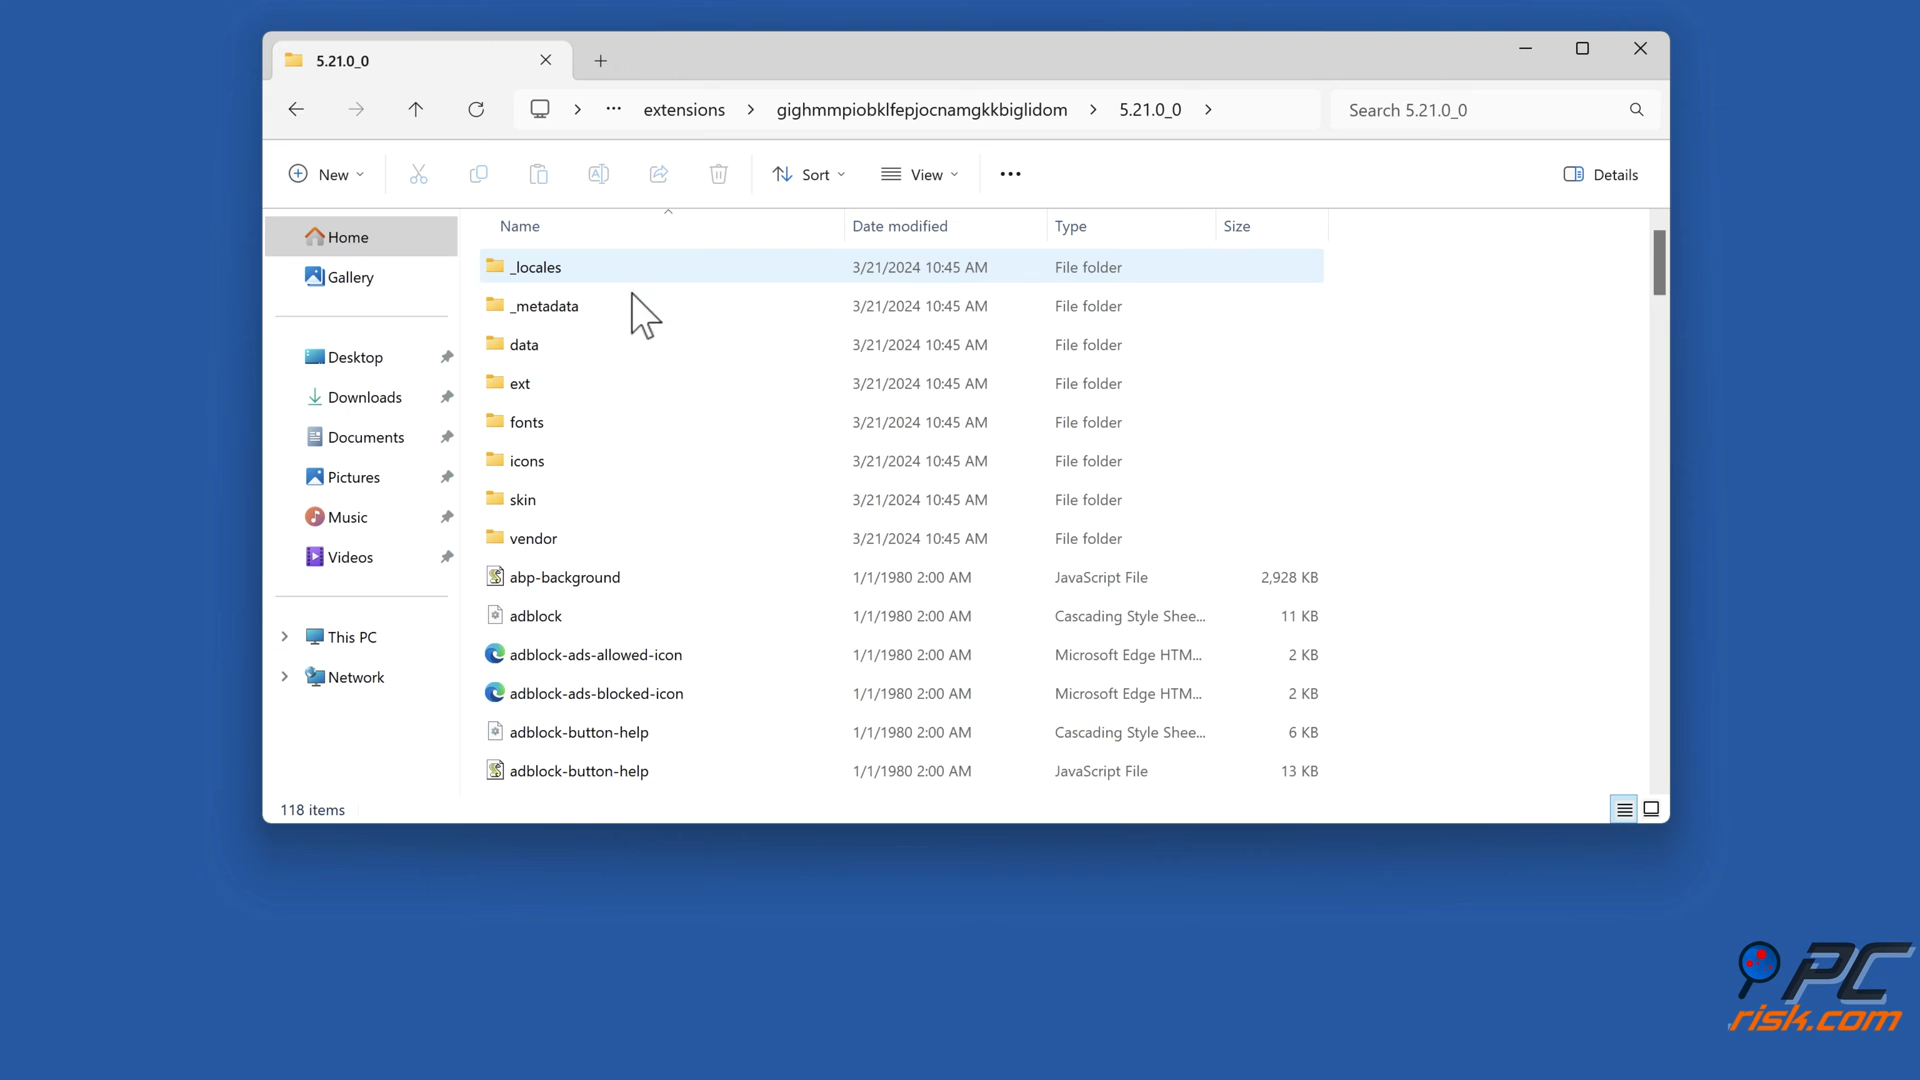 5.21.0_0
extensions gighmmpiobklfepjocnamgkkbiglidom 5.21.0_0 Search 5.21.0_0
New Sort View Details
Name Date modified Type Size
Home
Gallery
Desktop
Downloads
Documents
Pictures
Music
Videos
This PC
Network
_locales 3/21/2024 10:45 AM File folder
_metadata 3/21/2024 10:45 AM File folder
data 3/21/2024 10:45 AM File folder
ext 3/21/2024 10:45 AM File folder
fonts 3/21/2024 10:45 AM File folder
icons 3/21/2024 10:45 AM File folder
skin 3/21/2024 10:45 AM File folder
vendor 3/21/2024 10:45 AM File folder
abp-background 1/1/1980 2:00 AM JavaScript File 2,928 KB
adblock 1/1/1980 2:00 AM Cascading Style Shee... 11 KB
adblock-ads-allowed-icon 1/1/1980 2:00 AM Microsoft Edge HTM... 2 KB
adblock-ads-blocked-icon 1/1/1980 2:00 AM Microsoft Edge HTM... 2 KB
adblock-button-help 1/1/1980 2:00 AM Cascading Style Shee... 6 KB
adblock-button-help 1/1/1980 2:00 AM JavaScript File 13 KB
118 items
PC
risk.com